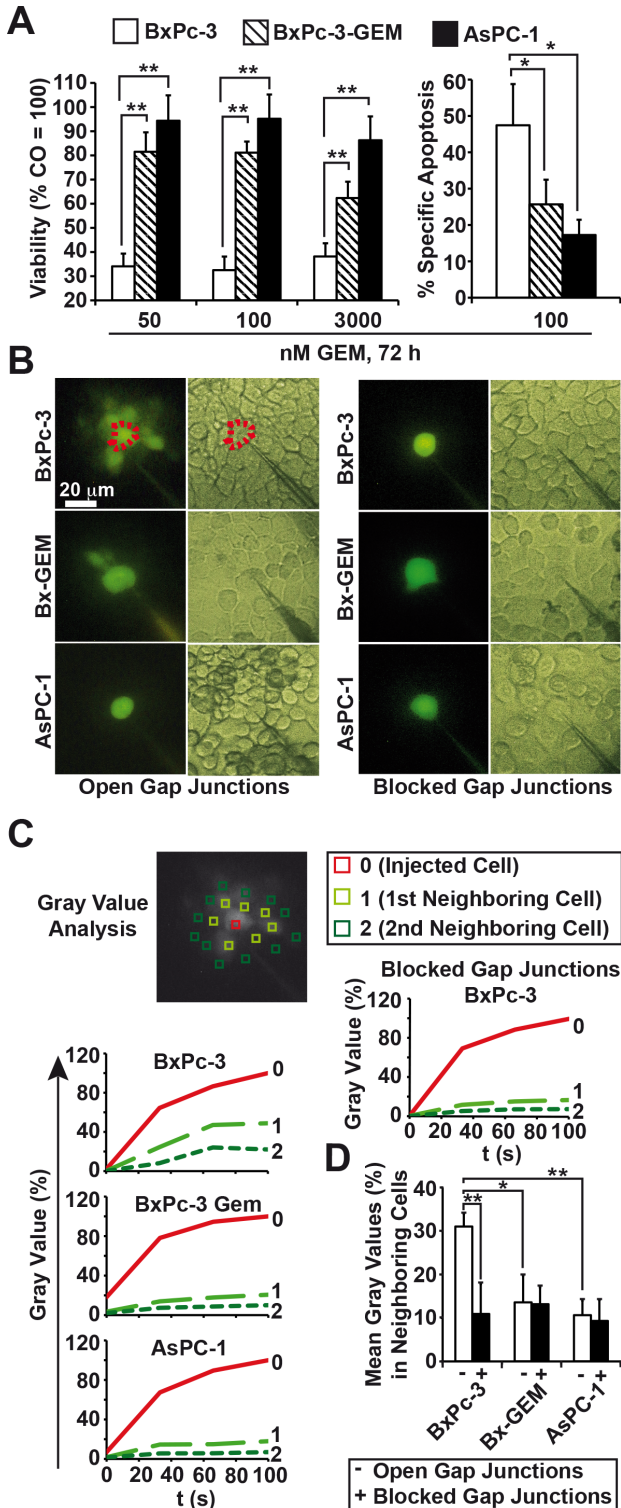 A
BxPc-3 BxPc-3-GEM AsPC-1
Viability (% CO = 100)
110
100
90
80
70
60
50
40
30
20
** ** ** ** ** **
50 100 3000
% Specific Apoptosis
60
50
40
30
20
10
0
* *
100
nM GEM, 72 h
B
BxPc-3
20 µm
Bx-GEM
AsPC-1
Open Gap Junctions
BxPc-3
Bx-GEM
AsPC-1
Blocked Gap Junctions
C
Gray Value
Analysis
0 (Injected Cell)
1 (1st Neighboring Cell)
2 (2nd Neighboring Cell)
Blocked Gap Junctions
BxPc-3
Gray Value (%)
120
80
40
0
0
1
2
0 20 40 60 80 100
t (s)
Gray Value (%)
BxPc-3
120
80
40
0
0
1
2
BxPc-3 Gem
120
80
40
0
0
1
2
AsPC-1
120
80
40
0
0
1
2
0 20 40 60 80 100
t (s)
D
Mean Gray Values (%)
in Neighboring Cells
40
30
20
10
0
** * **
- + - + - +
BxPc-3
Bx-GEM
AsPC-1
- Open Gap Junctions
+ Blocked Gap Junctions